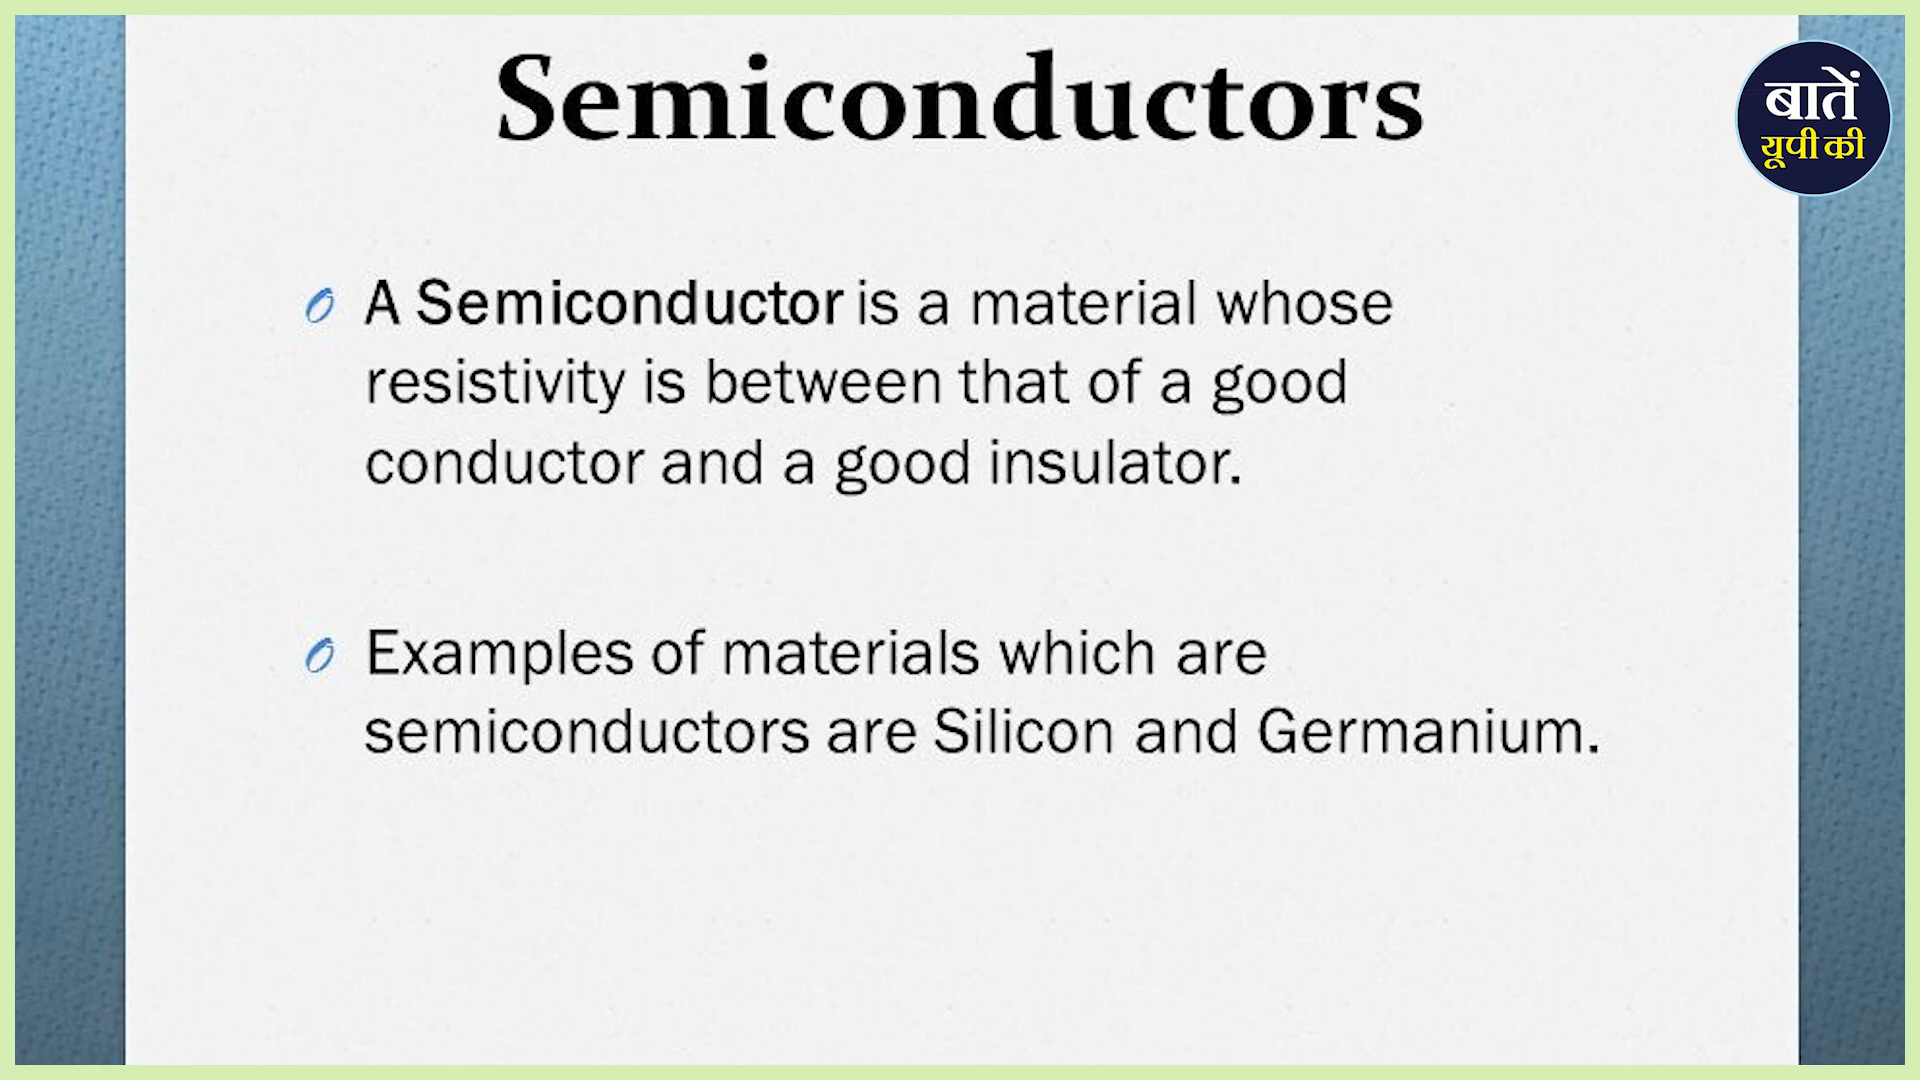 Semiconductors
बातें
यूपी की
A Semiconductor is a material whose
resistivity is between that of a good
conductor and a good insulator.
Examples of materials which are
semiconductors are Silicon and Germanium.